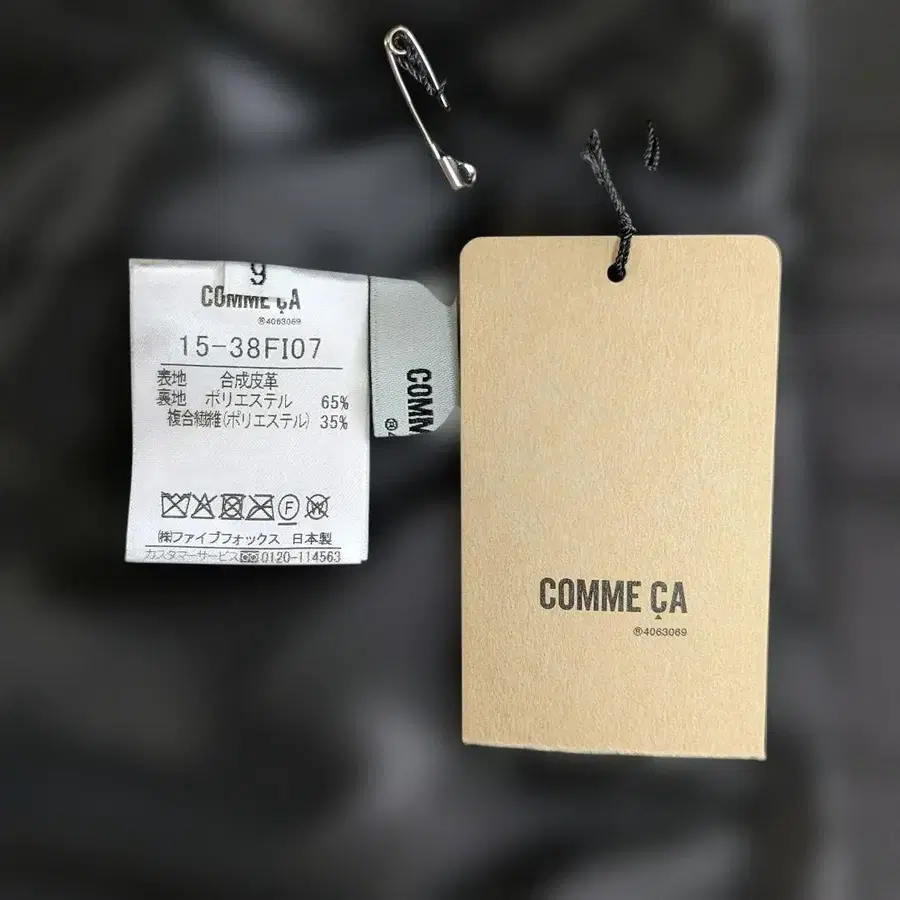 9
COMME ÇA
®4063069
15-38FI07
表地 合成皮革
裏地 ポリエステル 65%
複合繊維(ポリエステル) 35%
F
W
㈱ファイブフォックス 日本製
カスタマーサービス 0120-114563
COMM
®4
COMME ÇA
®4063069